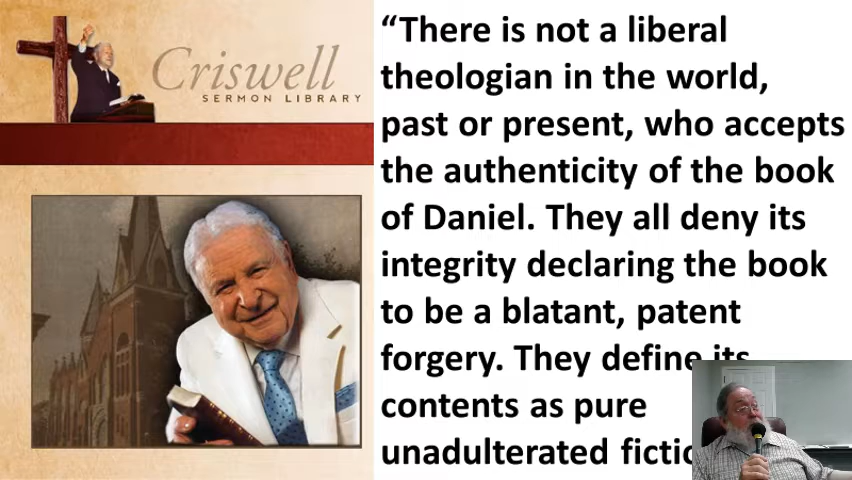 Criswell
SERMON LIBRARY
“There is not a liberal
theologian in the world,
past or present, who accepts
the authenticity of the book
of Daniel. They all deny its
integrity declaring the book
to be a blatant, patent
forgery. They define its
contents as pure
unadulterated